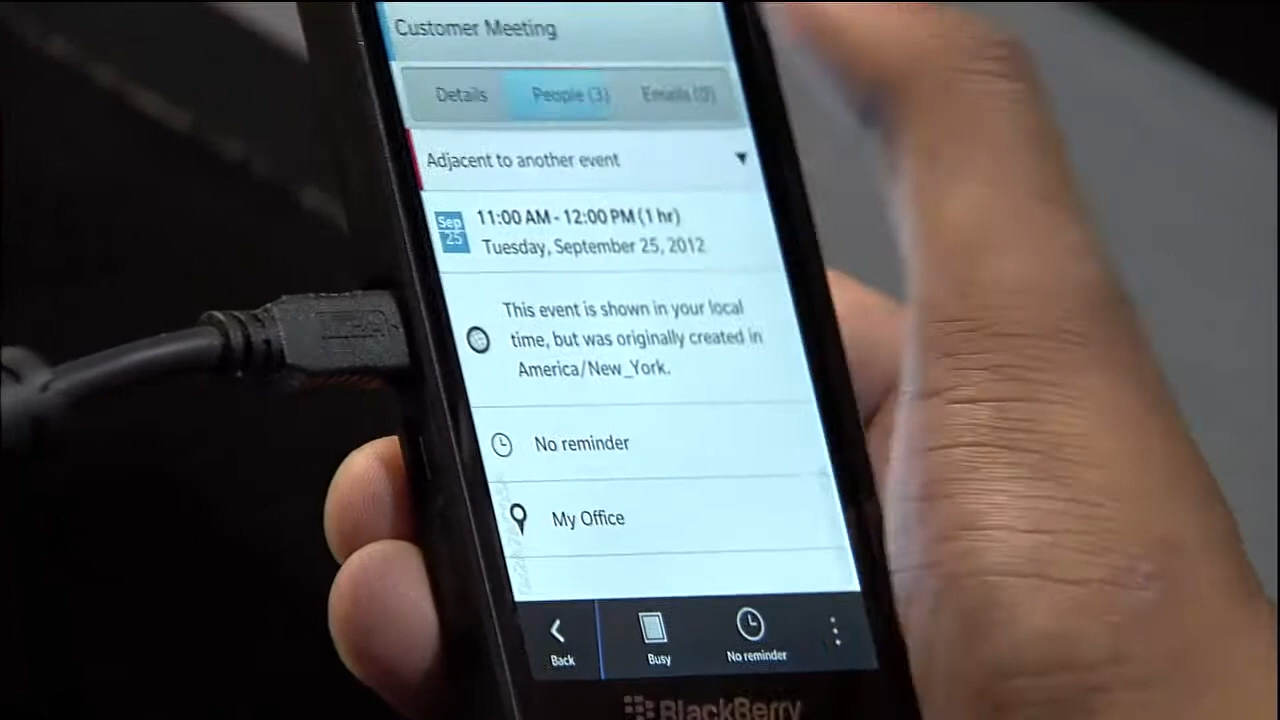 Customer Meeting
Details People (3) Emails (0)
Adjacent to another event
Sep
25
11:00 AM - 12:00 PM (1 hr)
Tuesday, September 25, 2012
This event is shown in your local
time, but was originally created in
America/New_York.
No reminder
My Office
Back
Busy
No reminder
BlackBerry